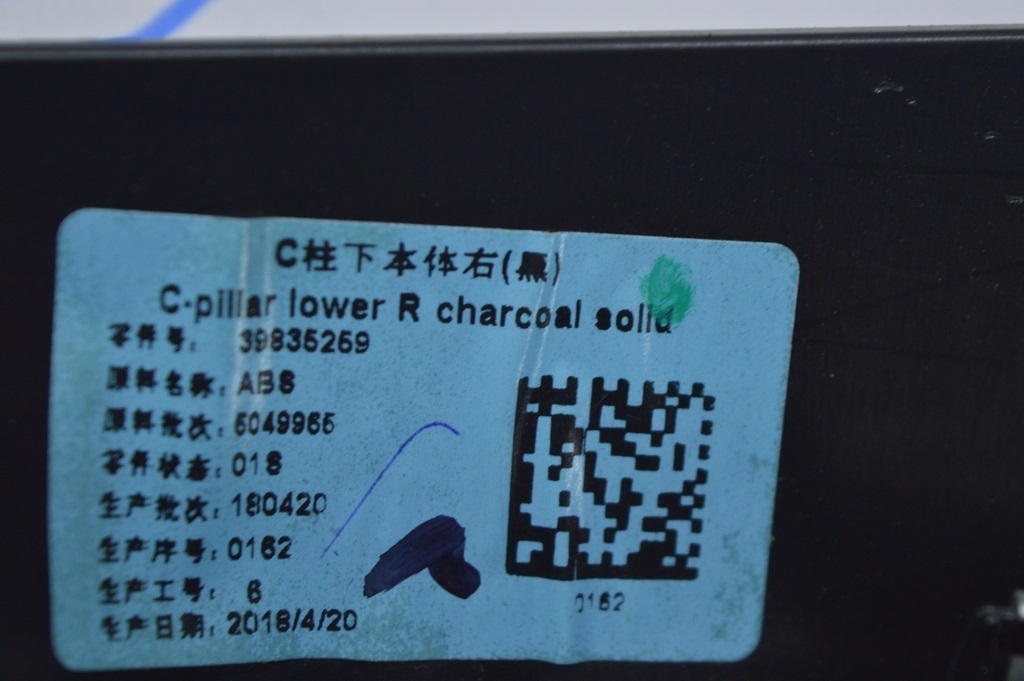 C柱下本体右(黑)
C-pillar lower R charcoal solid
零件号: 39835259
原料名称: ABS
原料批次: 5049965
零件状态: 01S
生产批次: 180420
生产序号: 0162
生产工号: 6
生产日期: 2018/4/20
0162